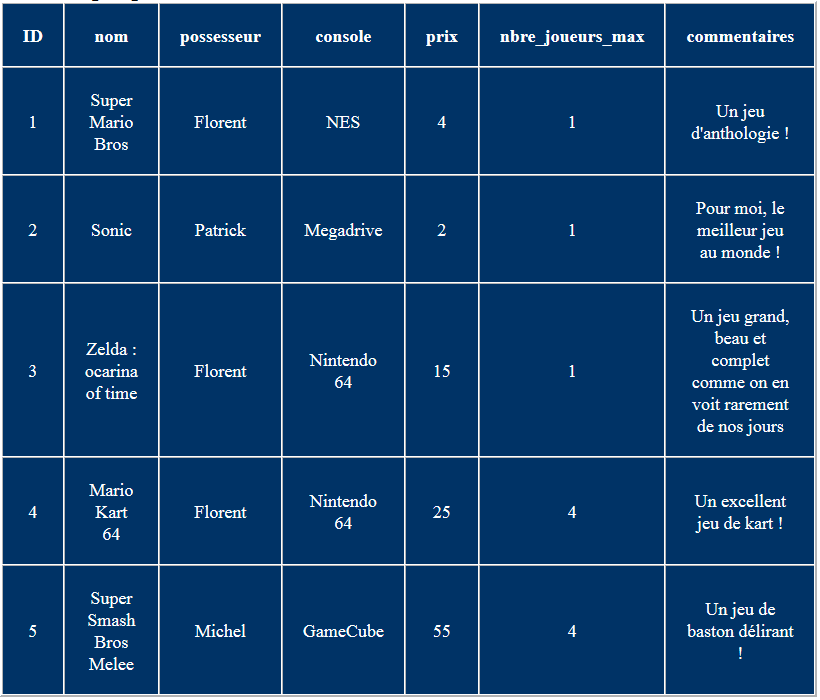 ID nom possesseur console prix nbre_joueurs_max commentaires
1 Super Mario Bros Florent NES 4 1 Un jeu d'anthologie !
2 Sonic Patrick Megadrive 2 1 Pour moi, le meilleur jeu au monde !
3 Zelda : ocarina of time Florent Nintendo 64 15 1 Un jeu grand, beau et complet comme on en voit rarement de nos jours
4 Mario Kart 64 Florent Nintendo 64 25 4 Un excellent jeu de kart !
5 Super Smash Bros Melee Michel GameCube 55 4 Un jeu de baston délirant !